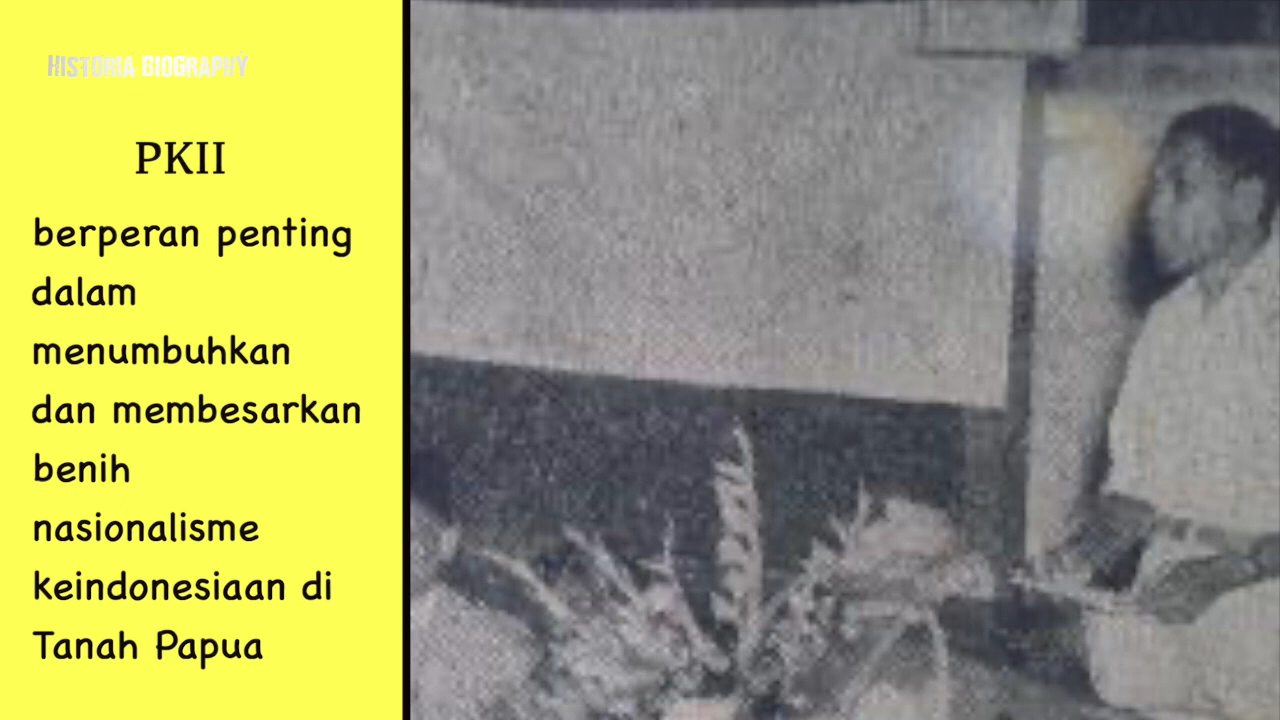 HISTORIA BIOGRAPHY
PKII
berperan penting
dalam
menumbuhkan
dan membesarkan
benih
nasionalisme
keindonesiaan di
Tanah Papua